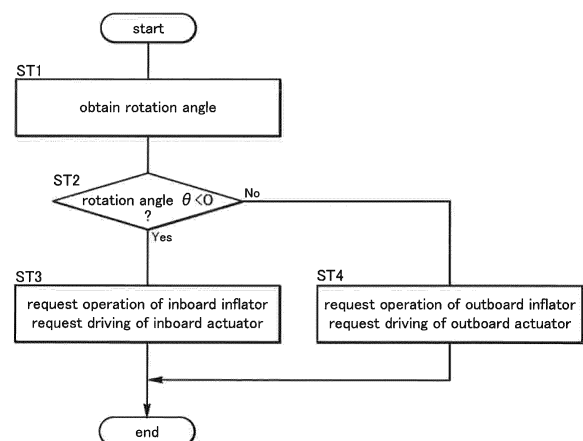 start
ST1
obtain rotation angle
ST2
rotation angle θ<0
?
No
Yes
ST3
request operation of inboard inflator
request driving of inboard actuator
ST4
request operation of outboard inflator
request driving of outboard actuator
end